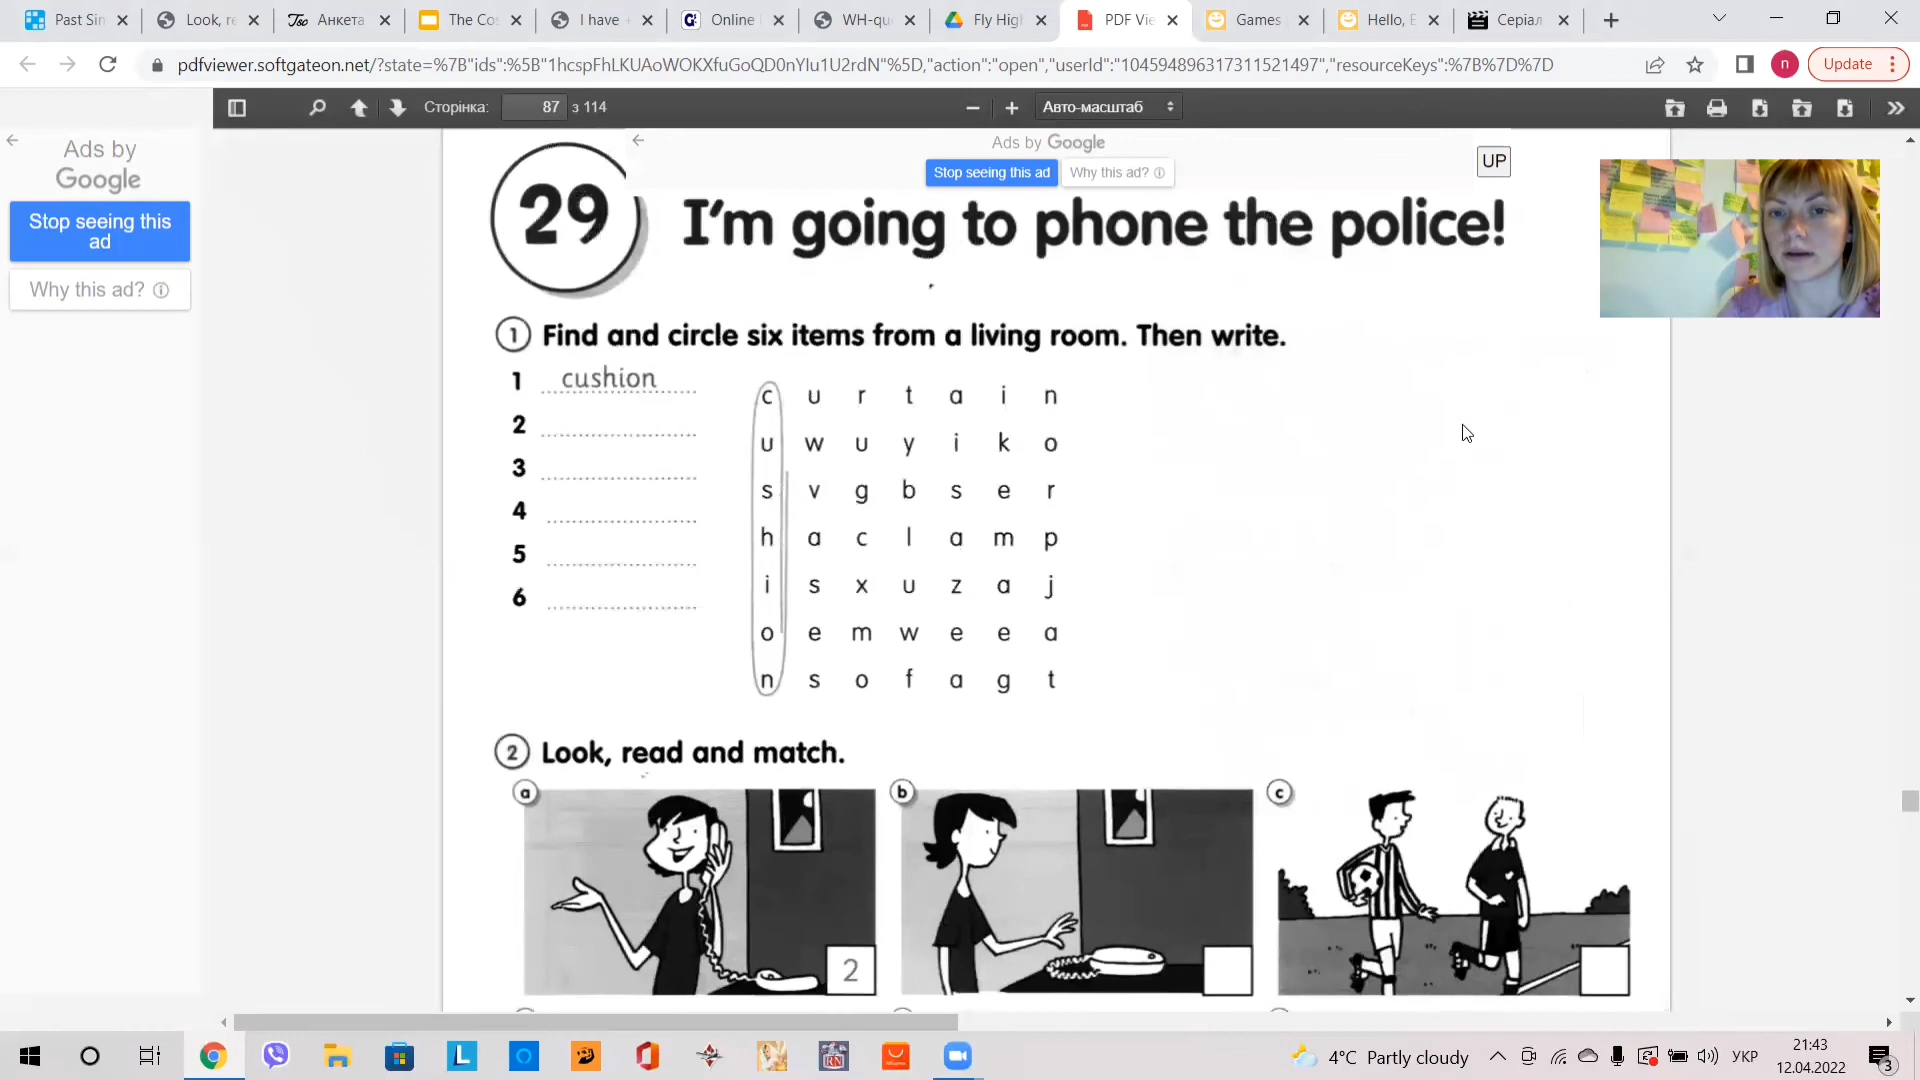 Past Sin
Look, re
Анкета
The Co
I have
Online
WH-qu
Fly High
PDF Vie
Games
Hello, E
Серіал
pdfviewer.softgateon.net/?state=%7B"ids":%5B"1hcspFhLKUAoWOKXfuGoQD0nYIu1U2rdN"%5D,"action":"open","userId":"104594896317311521497","resourceKeys":%7B%7D%7D
n
Update
Сторінка: 87 з 114
Авто-масштаб
Ads by
Google
Stop seeing this
ad
Why this ad?
Ads by Google
Stop seeing this ad
Why this ad?
UP
29 I'm going to phone the police!
1 Find and circle six items from a living room. Then write.
1 cushion
2
3
4
5
6
c u r t a i n
u w u y i k o
s v g b s e r
h a c l a m p
i s x u z a j
o e m w e e a
n s o f a g t
2 Look, read and match.
a
2
b
c
4°C Partly cloudy
УКР
21:43
12.04.2022
3